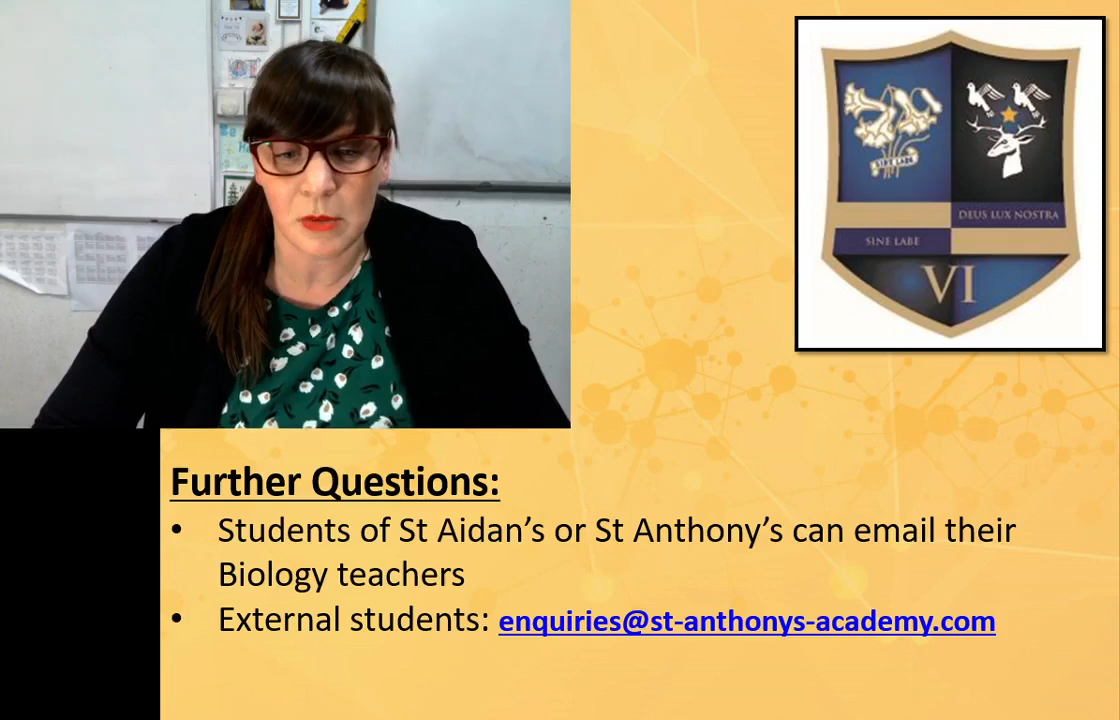 SINE LABE
DEUS LUX NOSTRA
SINE LABE
VI
Further Questions:
• Students of St Aidan's or St Anthony's can email their
Biology teachers
• External students: enquiries@st-anthonys-academy.com